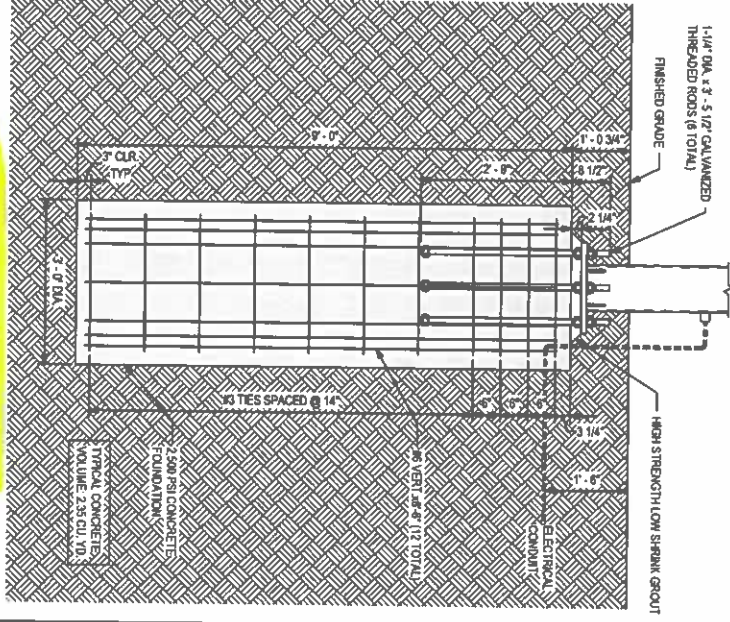 1-1/4" DIA. x 3' - 5 1/2" GALVANIZED
THREADED RODS (6 TOTAL)
FINISHED GRADE
1' - 0 3/4"
9' - 0"
2' - 9"
8 1/2"
3" CLR.
TYP.
2 1/4"
3' - 6" DIA.
HIGH STRENGTH LOW SHRINK GROUT
#3 TIES SPACED @ 14"
6"
6"
6"
3 1/4"
1' - 6"
#6 VERT. x8'-6" (12 TOTAL)
ELECTRICAL
CONDUIT
2,500 PSI CONCRETE
FOUNDATION
TYPICAL CONCRETE
VOLUME: 2.35 CU. YD.